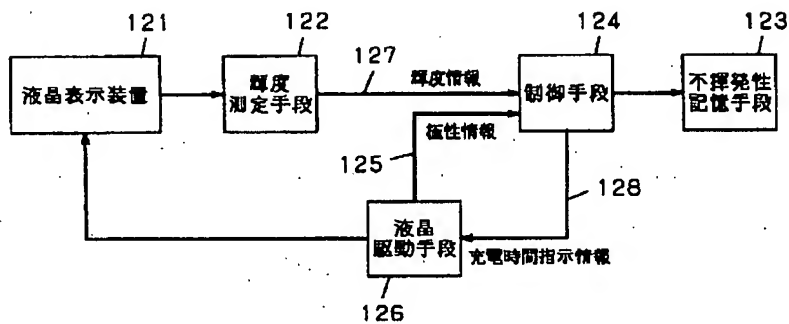 121
122
127
124
123
液晶表示装置
輝度
測定手段
輝度情報
制御手段
不揮発性
記憶手段
極性情報
125
128
液晶
駆動手段
充電時間指示情報
126